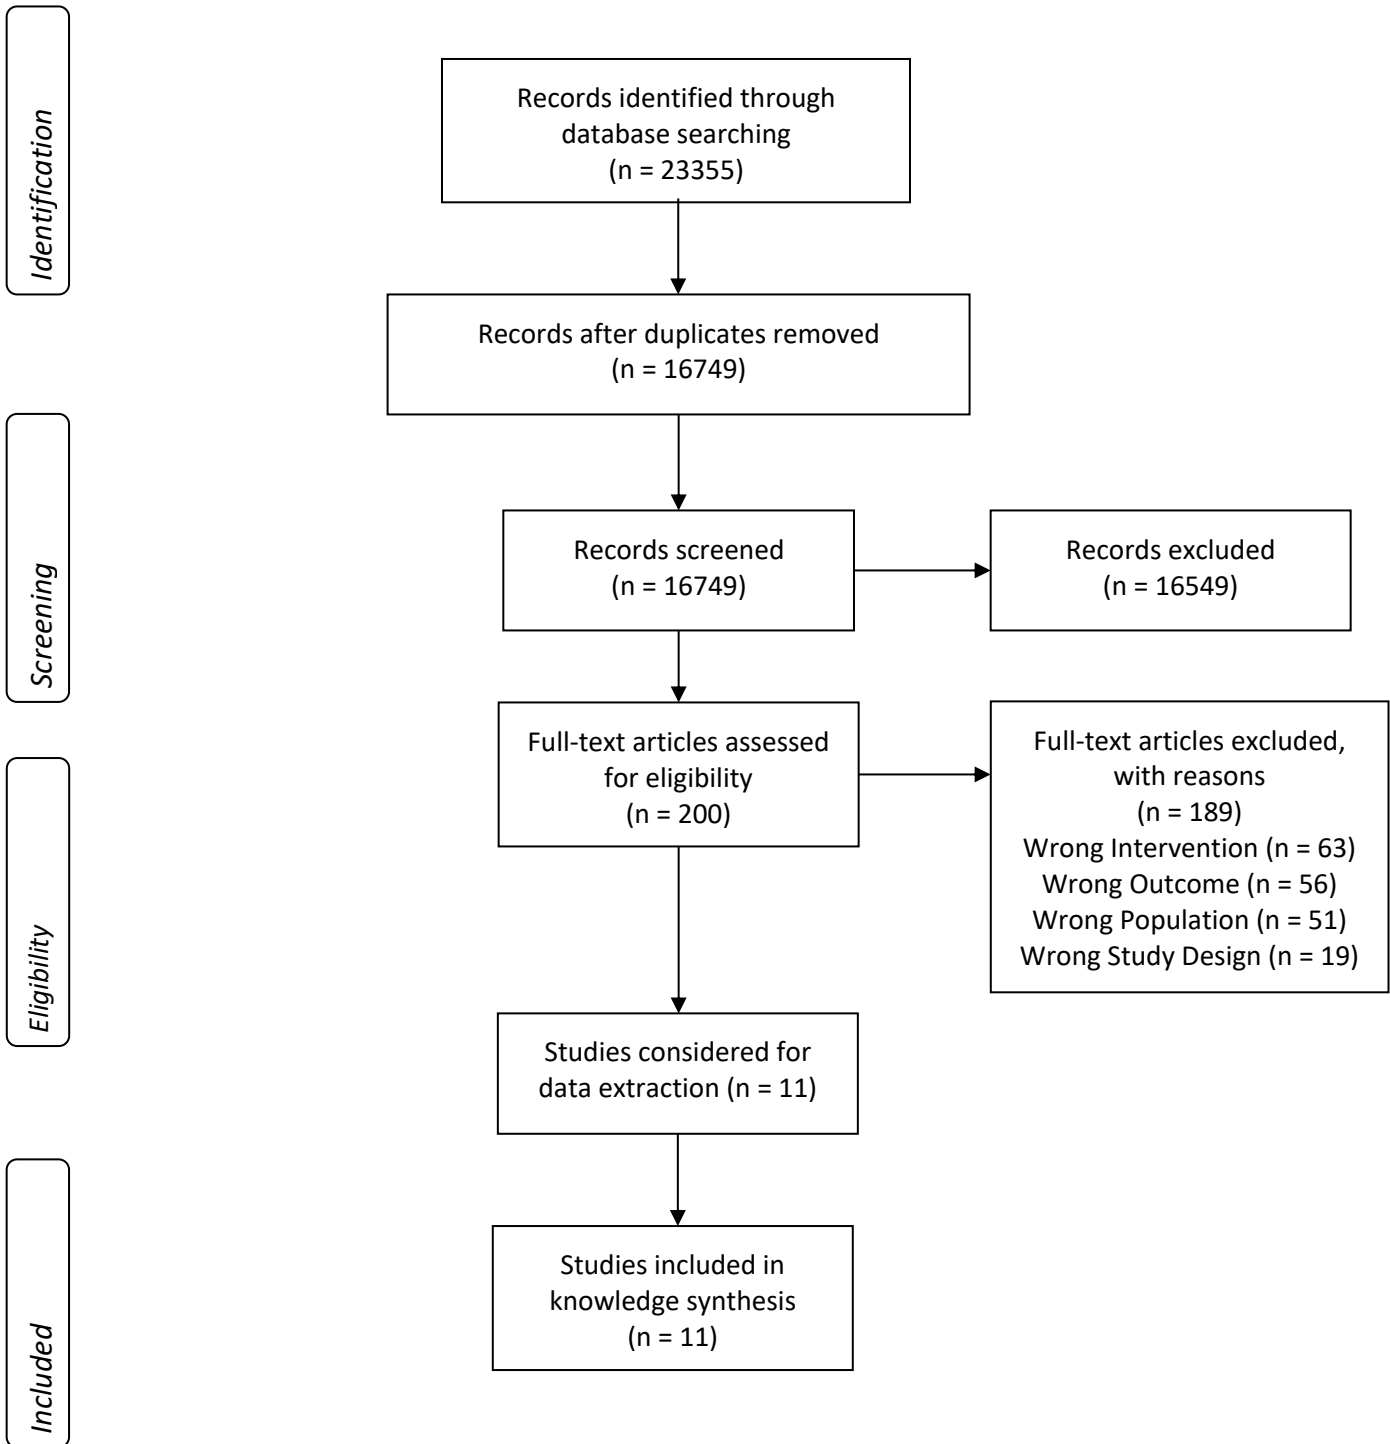 Identification
Records identified through
database searching
(n = 23355)
Records after duplicates removed
(n = 16749)
Screening
Records screened
(n = 16749)
Records excluded
(n = 16549)
Eligibility
Full-text articles assessed
for eligibility
(n = 200)
Full-text articles excluded,
with reasons
(n = 189)
Wrong Intervention (n = 63)
Wrong Outcome (n = 56)
Wrong Population (n = 51)
Wrong Study Design (n = 19)
Studies considered for
data extraction (n = 11)
Included
Studies included in
knowledge synthesis
(n = 11)